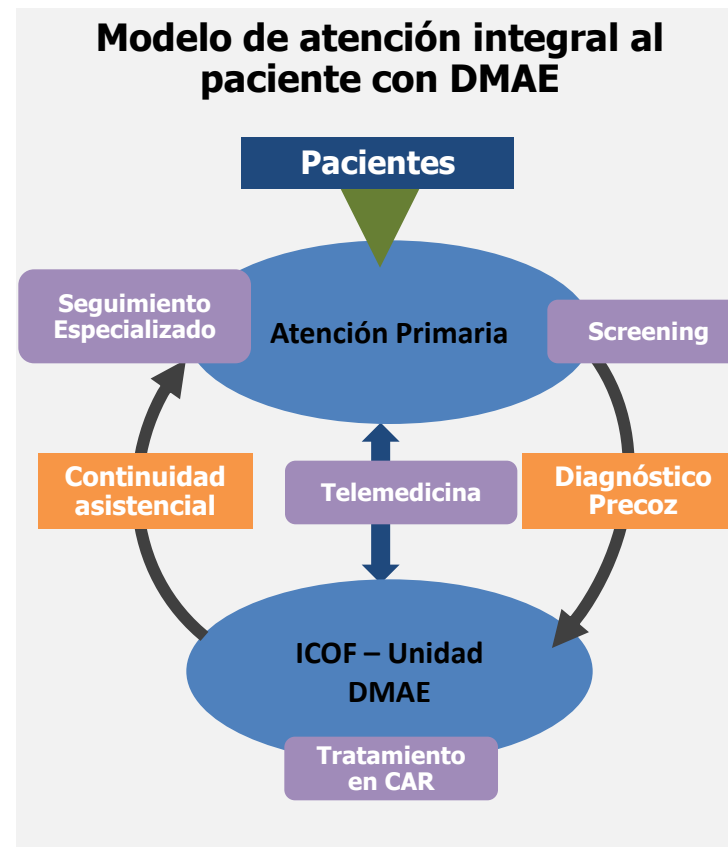 Modelo de atención integral al
paciente con DMAE
Pacientes
Seguimiento
Especializado
Atención Primaria
Screening
Continuidad
asistencial
Telemedicina
Diagnóstico
Precoz
ICOF – Unidad
DMAE
Tratamiento
en CAR